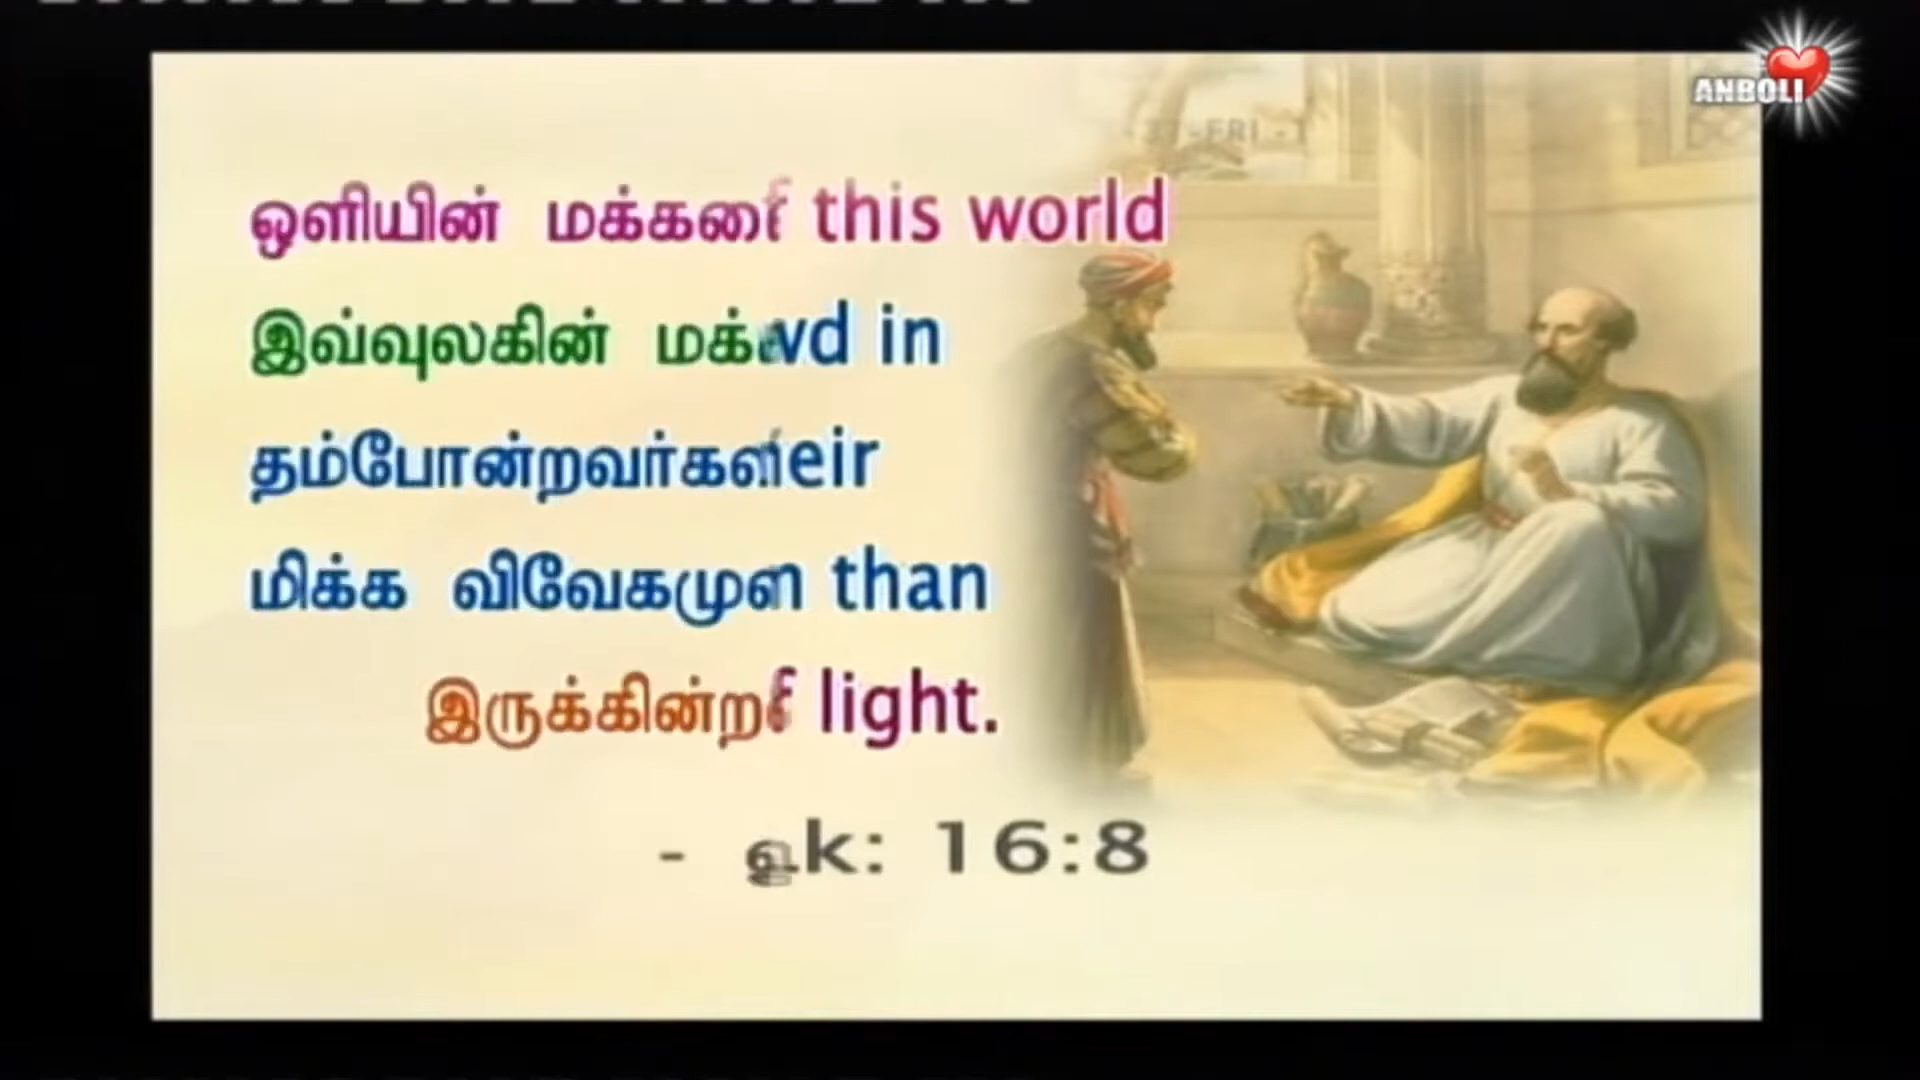 ANBOLI
ஒளியின் மக்களை this world
இவ்வுலகின் மக் wd in
தம்போன்றவர்கள eir
மிக்க விவேகமுள than
இருக்கின்ற light.
- k: 16:8